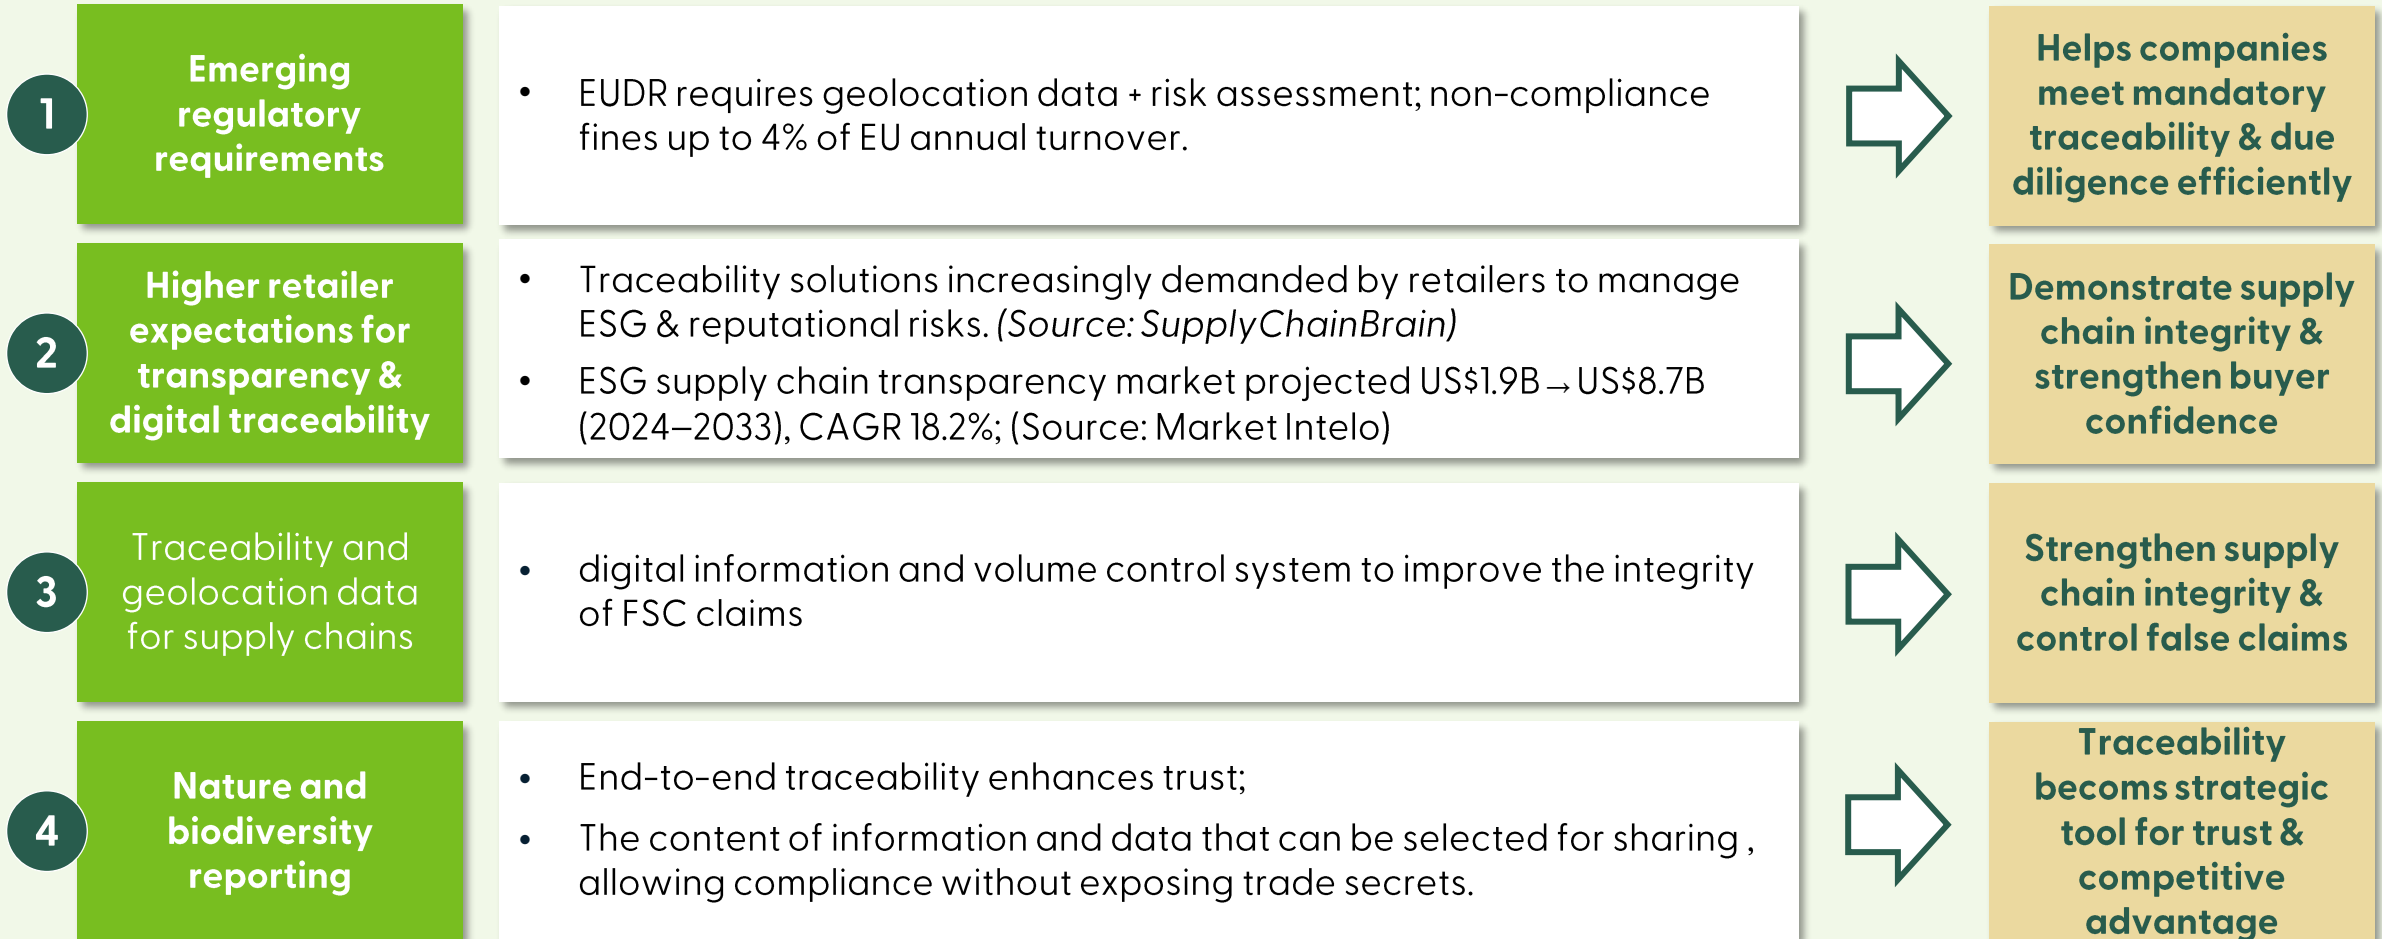 1
Emerging
regulatory
requirements
• EUDR requires geolocation data + risk assessment; non-compliance
fines up to 4% of EU annual turnover.
Helps companies
meet mandatory
traceability & due
diligence efficiently
2
Higher retailer
expectations for
transparency &
digital traceability
• Traceability solutions increasingly demanded by retailers to manage
ESG & reputational risks. (Source: SupplyChainBrain)
• ESG supply chain transparency market projected US$1.9B→US$8.7B
(2024–2033), CAGR 18.2%; (Source: Market Intelo)
Demonstrate supply
chain integrity &
strengthen buyer
confidence
3
Traceability and
geolocation data
for supply chains
• digital information and volume control system to improve the integrity
of FSC claims
Strengthen supply
chain integrity &
control false claims
4
Nature and
biodiversity
reporting
• End-to-end traceability enhances trust;
• The content of information and data that can be selected for sharing ,
allowing compliance without exposing trade secrets.
Traceability
becoms strategic
tool for trust &
competitive
advantage